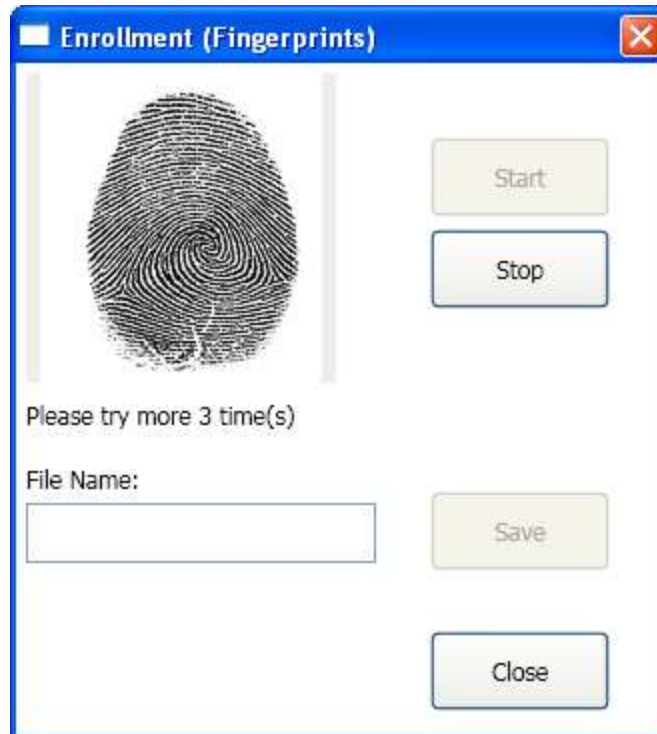 Enrollment (Fingerprints)
Start
Stop
Please try more 3 time(s)
File Name:
Save
Close